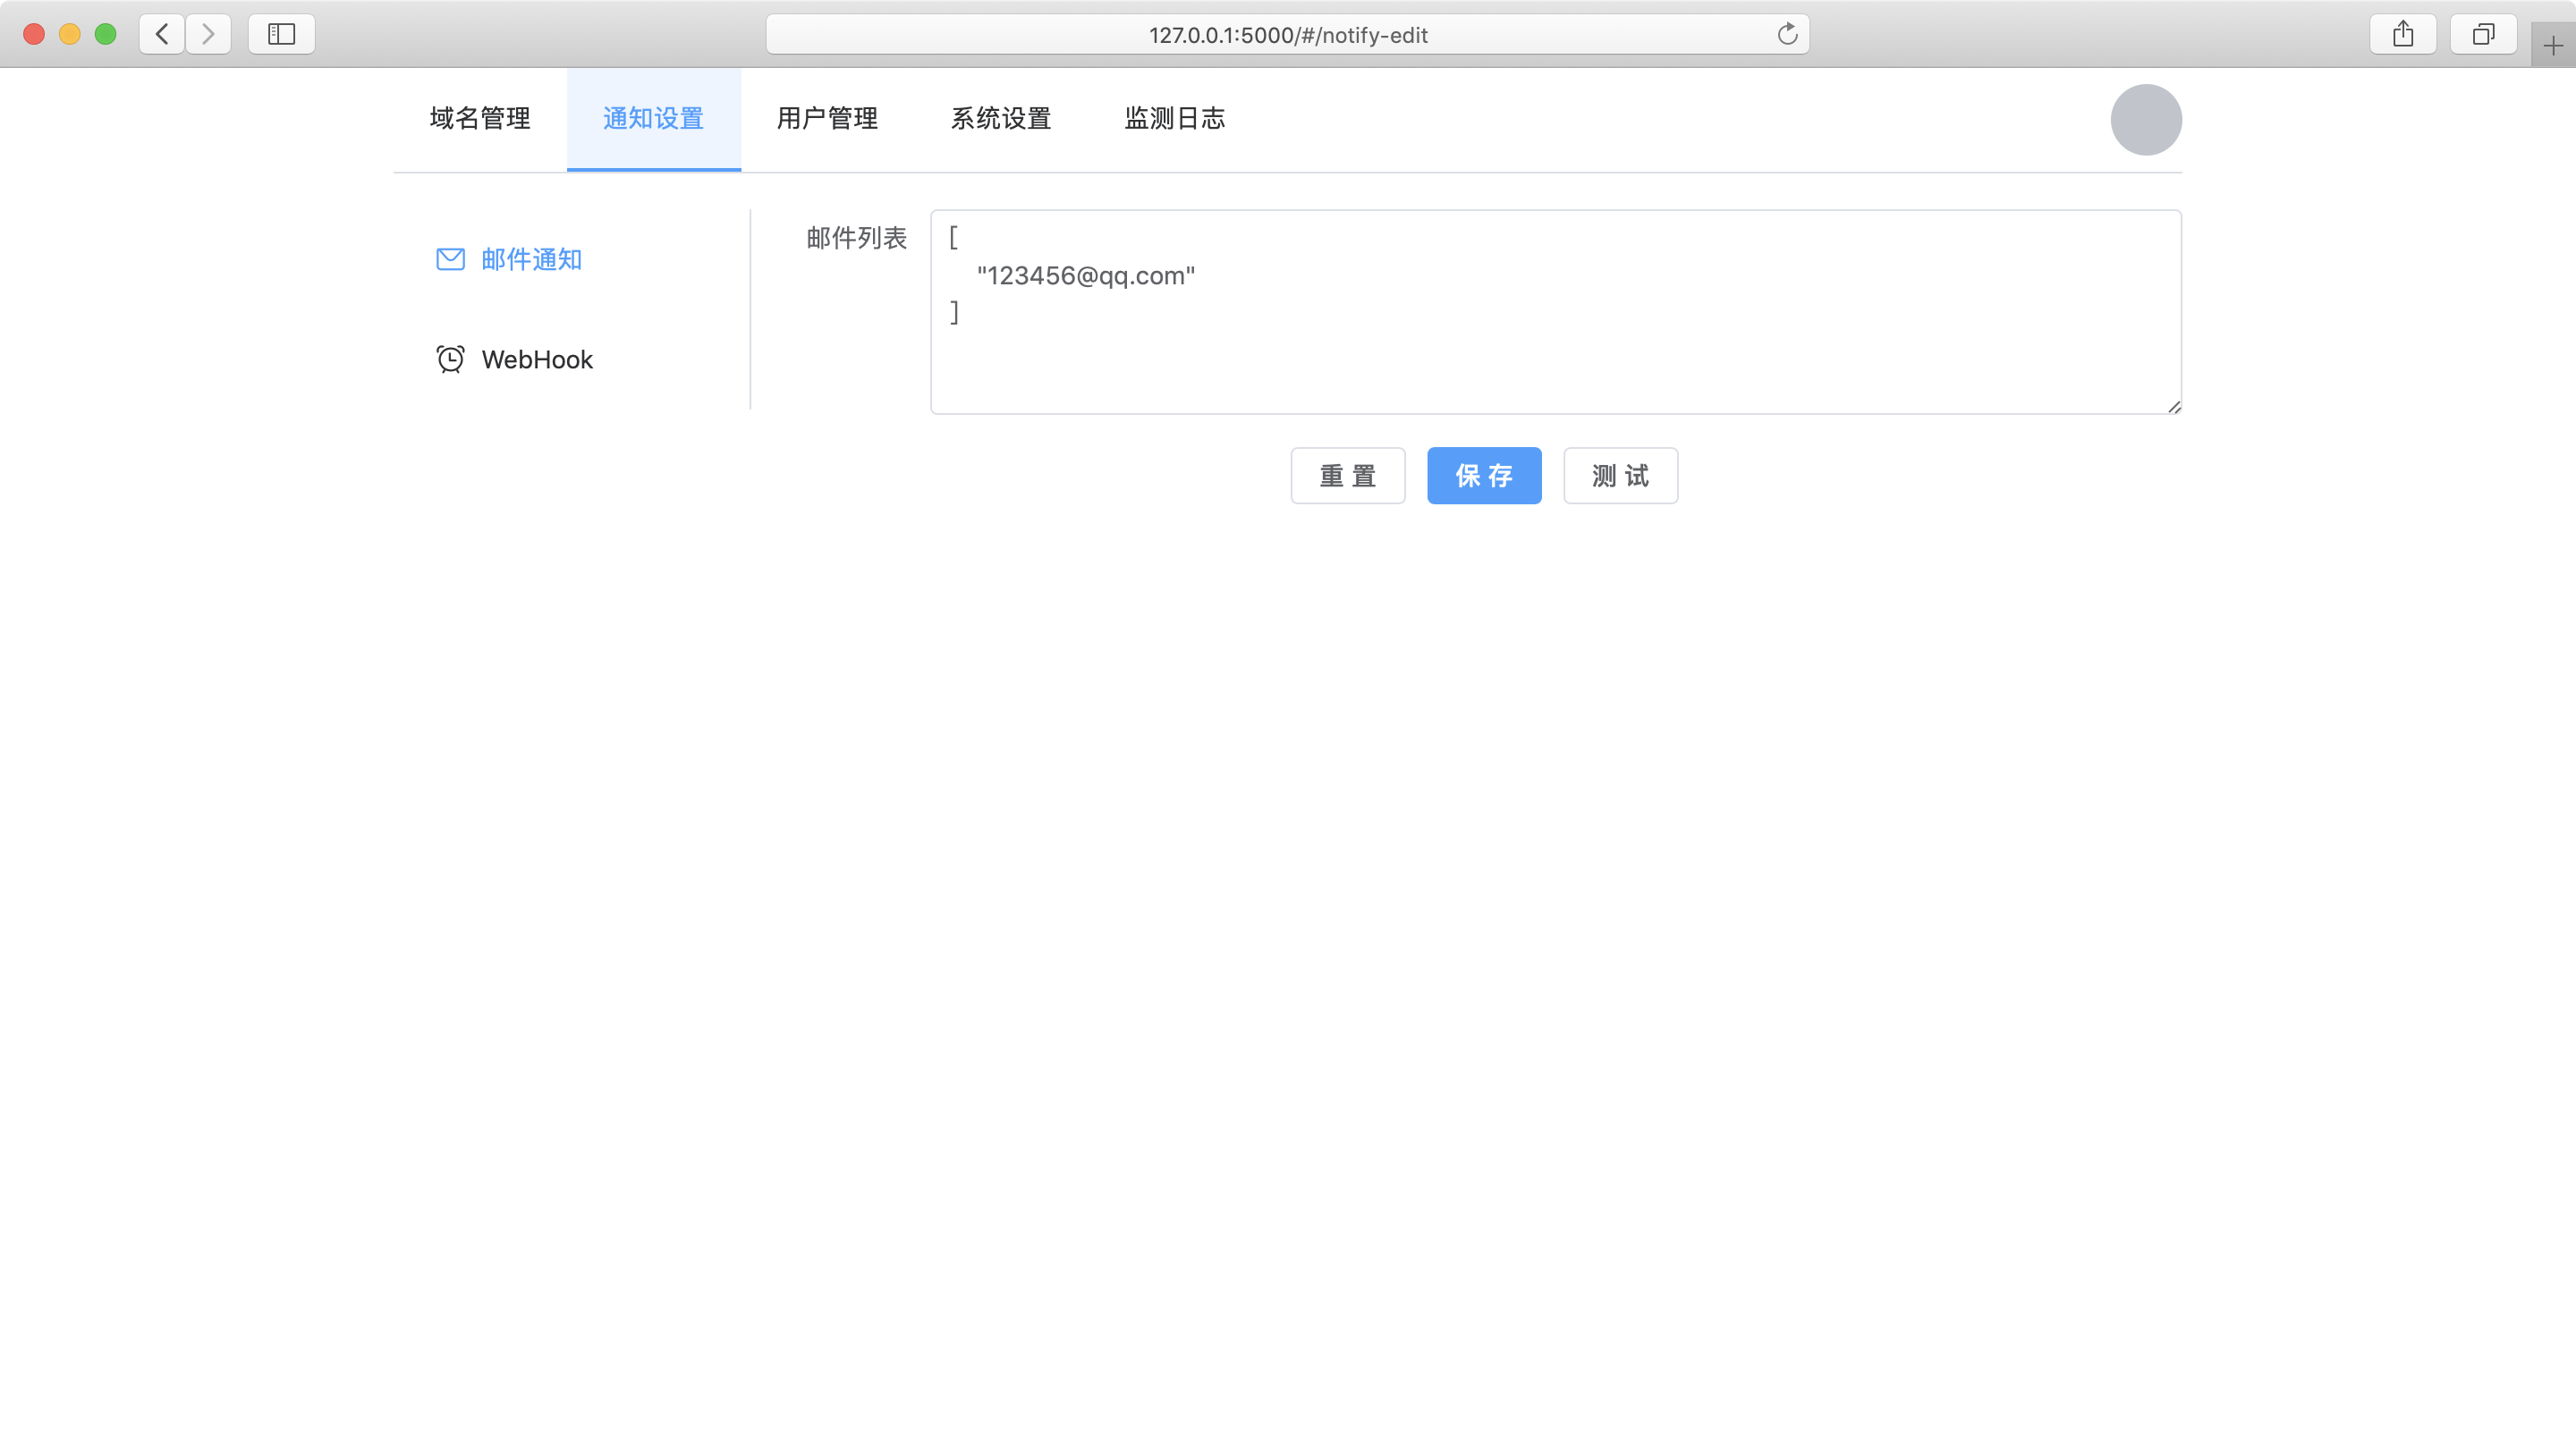 127.0.0.1:5000/#/notify-edit
域名管理 通知设置 用户管理 系统设置 监测日志
邮件通知
WebHook
邮件列表
[
"123456@qq.com"
]
重置 保存 测试